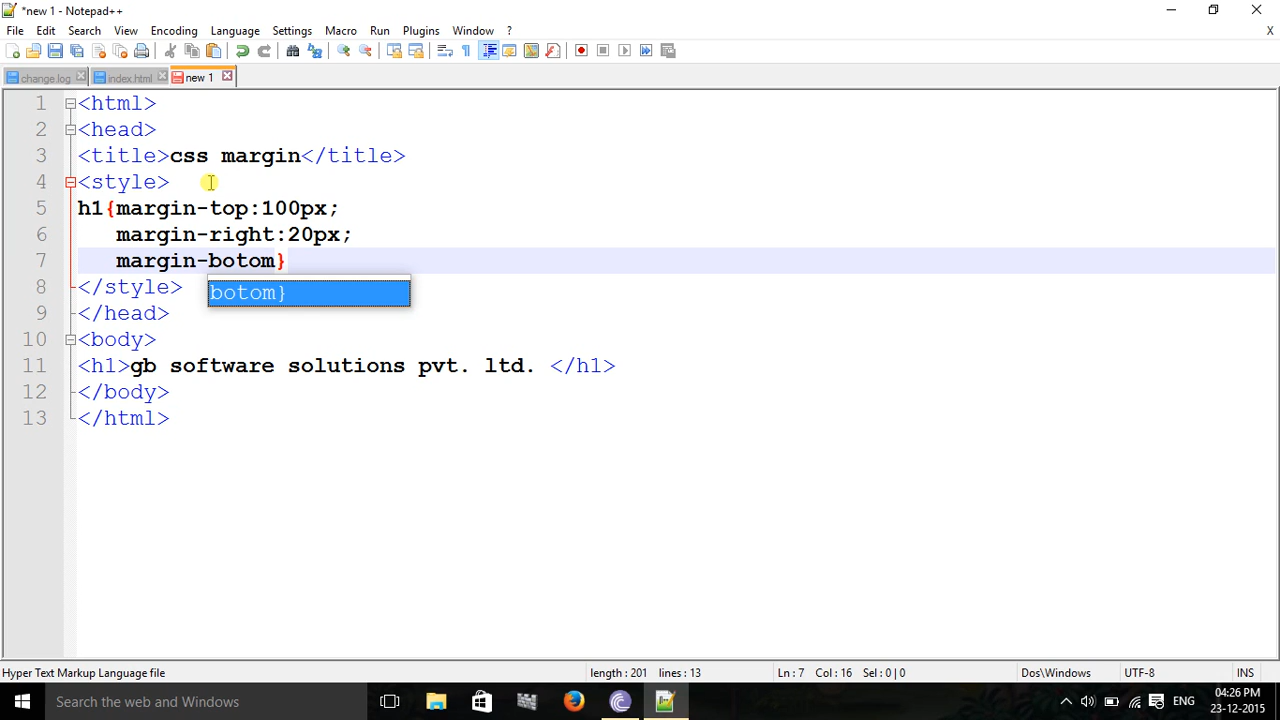 *new 1 - Notepad++
File Edit Search View Encoding Language Settings Macro Run Plugins Window ? X
change.log index.html new 1
1 <html>
2 <head>
3 <title>css margin</title>
4 <style>
5 h1{margin-top:100px;
6 margin-right:20px;
7 margin-botom}
botom}
8 </style>
9 </head>
10 <body>
11 <h1>gb software solutions pvt. ltd. </h1>
12 </body>
13 </html>
Hyper Text Markup Language file length : 201 lines : 13 Ln : 7 Col : 16 Sel : 0 | 0 Dos\Windows UTF-8 INS
Search the web and Windows ENG 04:26 PM
23-12-2015